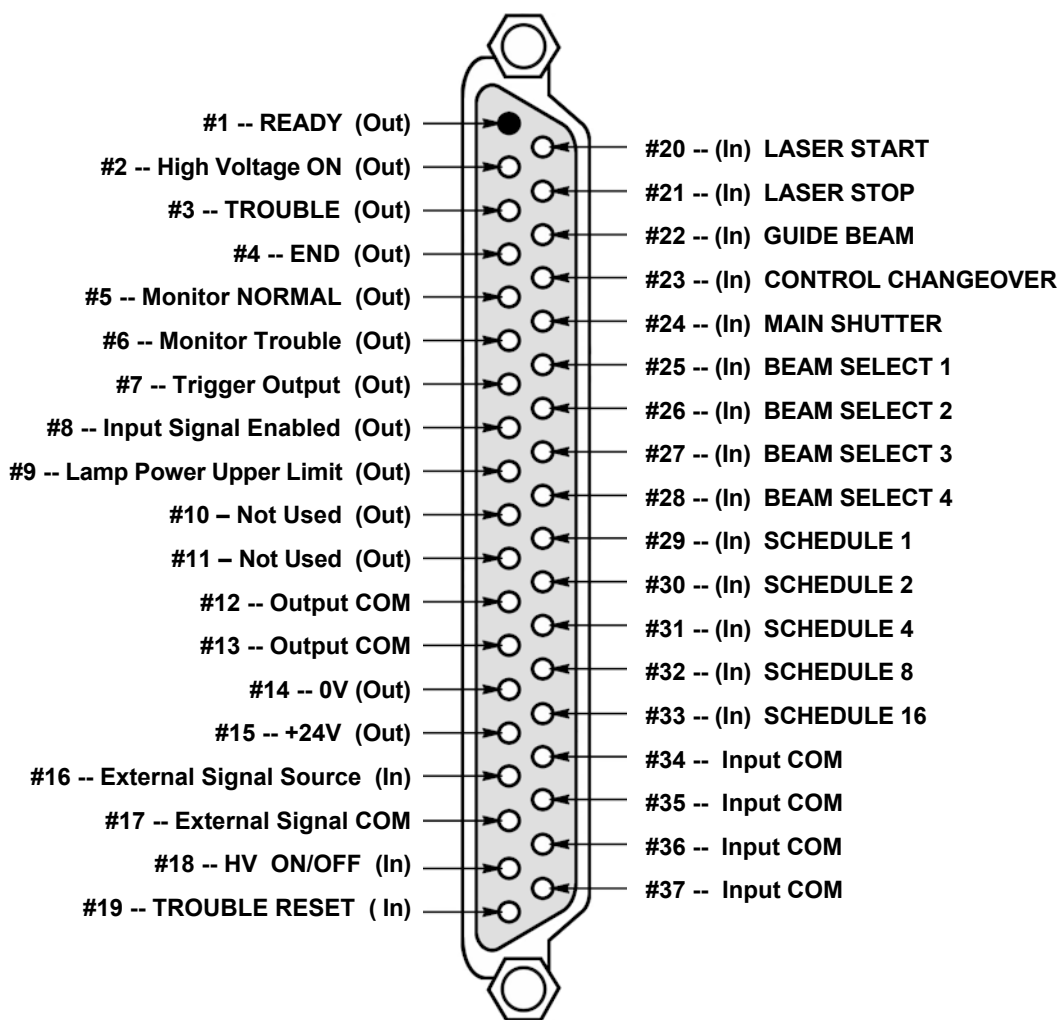 #1 -- READY (Out)
#2 -- High Voltage ON (Out)
#3 -- TROUBLE (Out)
#4 -- END (Out)
#5 -- Monitor NORMAL (Out)
#6 -- Monitor Trouble (Out)
#7 -- Trigger Output (Out)
#8 -- Input Signal Enabled (Out)
#9 -- Lamp Power Upper Limit (Out)
#10 – Not Used (Out)
#11 – Not Used (Out)
#12 -- Output COM
#13 -- Output COM
#14 -- 0V (Out)
#15 -- +24V (Out)
#16 -- External Signal Source (In)
#17 -- External Signal COM
#18 -- HV ON/OFF (In)
#19 -- TROUBLE RESET ( In)
#20 -- (In) LASER START
#21 -- (In) LASER STOP
#22 -- (In) GUIDE BEAM
#23 -- (In) CONTROL CHANGEOVER
#24 -- (In) MAIN SHUTTER
#25 -- (In) BEAM SELECT 1
#26 -- (In) BEAM SELECT 2
#27 -- (In) BEAM SELECT 3
#28 -- (In) BEAM SELECT 4
#29 -- (In) SCHEDULE 1
#30 -- (In) SCHEDULE 2
#31 -- (In) SCHEDULE 4
#32 -- (In) SCHEDULE 8
#33 -- (In) SCHEDULE 16
#34 -- Input COM
#35 -- Input COM
#36 -- Input COM
#37 -- Input COM